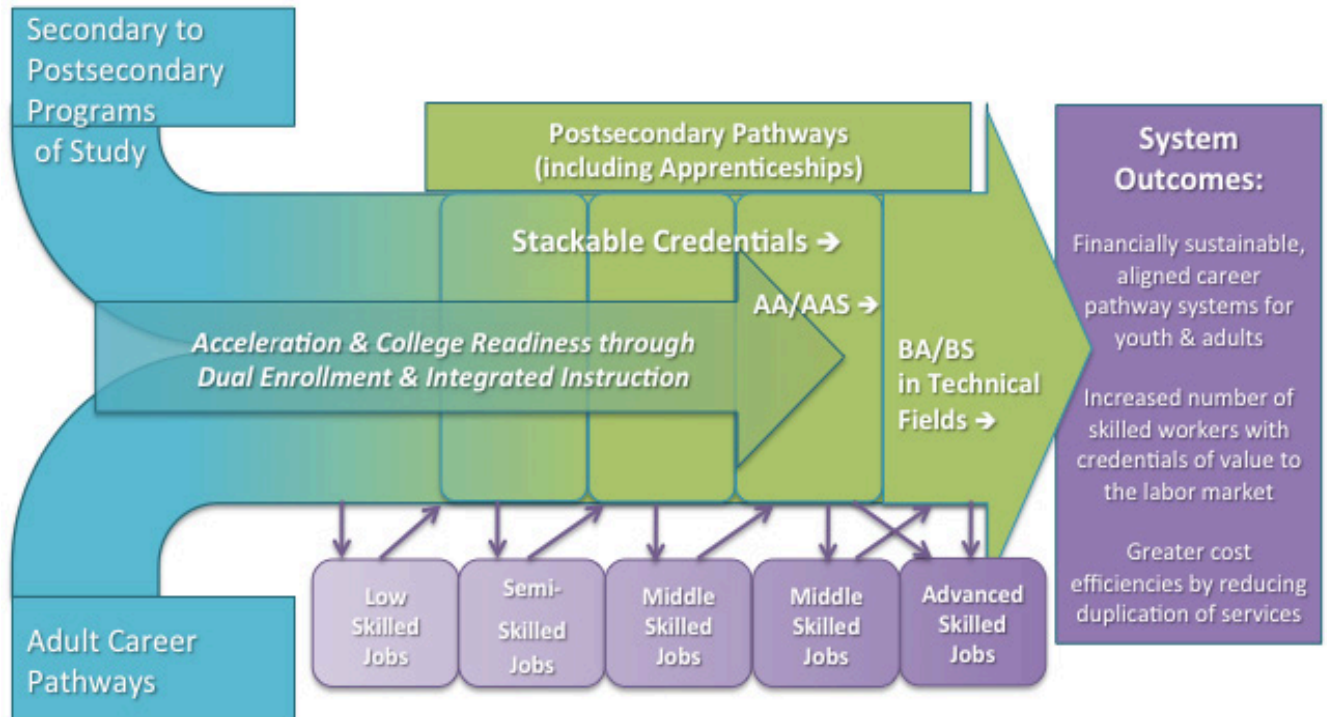 Secondary to
Postsecondary
Programs
of Study
Postsecondary Pathways
(including Apprenticeships)
Stackable Credentials →
AA/AAS →
Acceleration & College Readiness through
Dual Enrollment & Integrated Instruction
BA/BS
in Technical
Fields →
System
Outcomes:
Financially sustainable,
aligned career
pathway systems for
youth & adults
Increased number of
skilled workers with
credentials of value to
the labor market
Greater cost
efficiencies by reducing
duplication of services
Adult Career
Pathways
Low
Skilled
Jobs
Semi-
Skilled
Jobs
Middle
Skilled
Jobs
Middle
Skilled
Jobs
Advanced
Skilled
Jobs